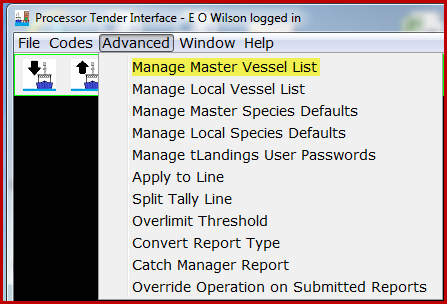 Processor Tender Interface - E O Wilson logged in
File Codes Advanced Window Help
Manage Master Vessel List
Manage Local Vessel List
Manage Master Species Defaults
Manage Local Species Defaults
Manage tLandings User Passwords
Apply to Line
Split Tally Line
Overlimit Threshold
Convert Report Type
Catch Manager Report
Override Operation on Submitted Reports